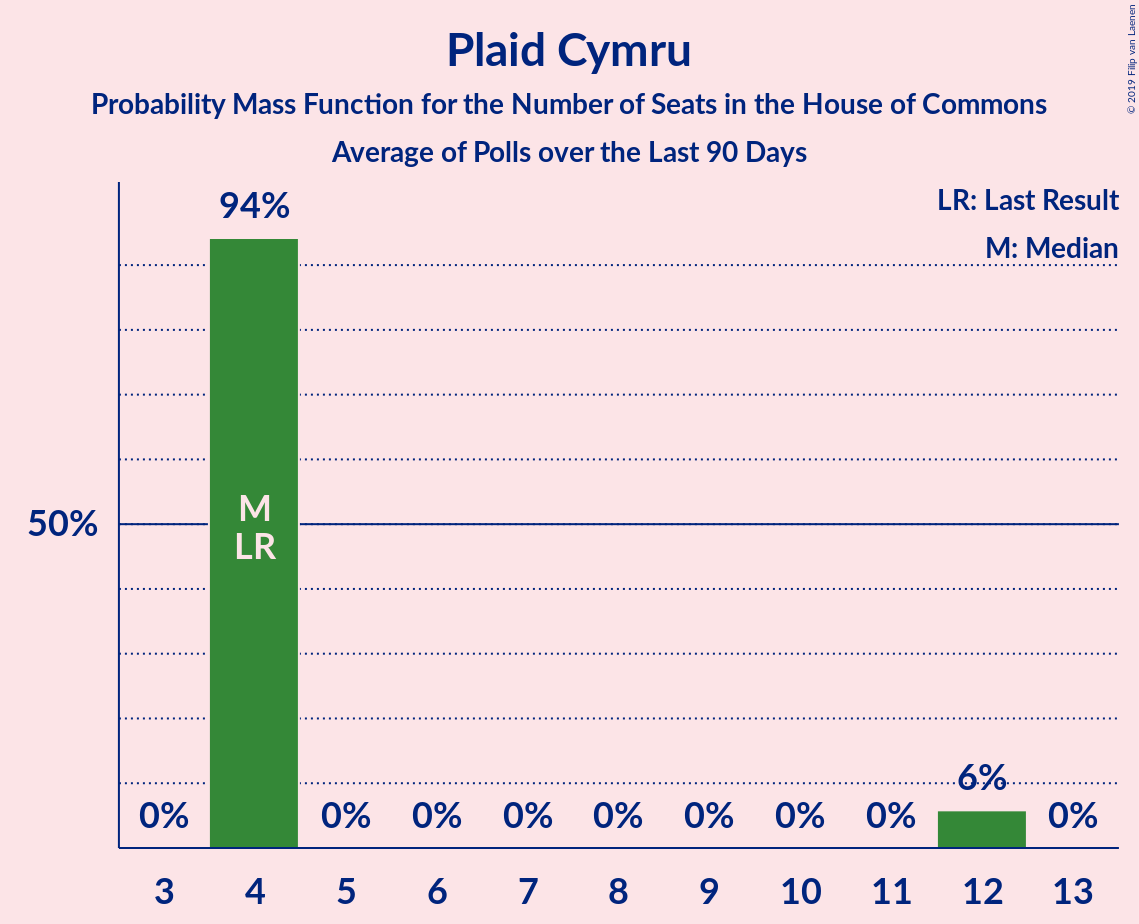 Plaid Cymru
Probability Mass Function for the Number of Seats in the House of Commons
Average of Polls over the Last 90 Days
© 2019 Filip van Laenen
LR: Last Result
M: Median
94%
M
LR
50%
6%
0% 0% 0% 0% 0% 0% 0% 0% 0%
3 4 5 6 7 8 9 10 11 12 13